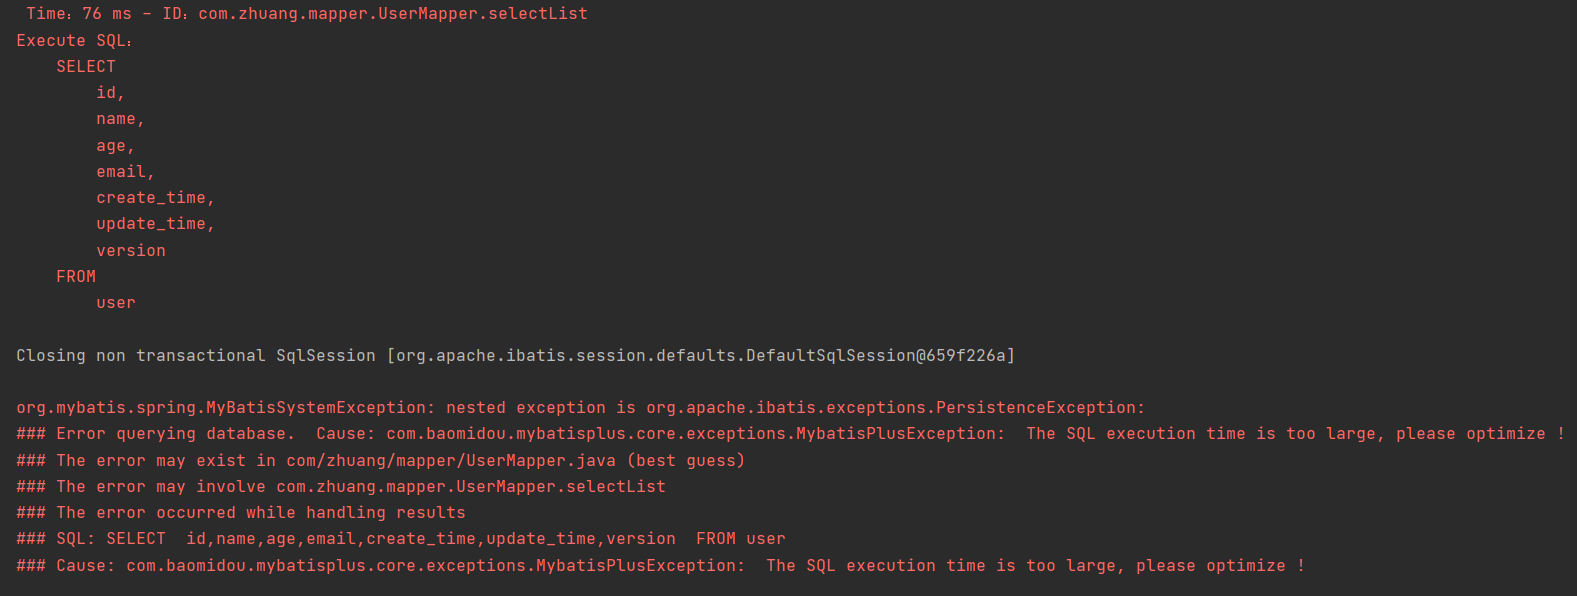 Time：76 ms - ID：com.zhuang.mapper.UserMapper.selectList
Execute SQL：
SELECT
id,
name,
age,
email,
create_time,
update_time,
version
FROM
user
Closing non transactional SqlSession [org.apache.ibatis.session.defaults.DefaultSqlSession@659f226a]
org.mybatis.spring.MyBatisSystemException: nested exception is org.apache.ibatis.exceptions.PersistenceException:
### Error querying database.  Cause: com.baomidou.mybatisplus.core.exceptions.MybatisPlusException:  The SQL execution time is too large, please optimize !
### The error may exist in com/zhuang/mapper/UserMapper.java (best guess)
### The error may involve com.zhuang.mapper.UserMapper.selectList
### The error occurred while handling results
### SQL: SELECT  id,name,age,email,create_time,update_time,version  FROM user
### Cause: com.baomidou.mybatisplus.core.exceptions.MybatisPlusException:  The SQL execution time is too large, please optimize !